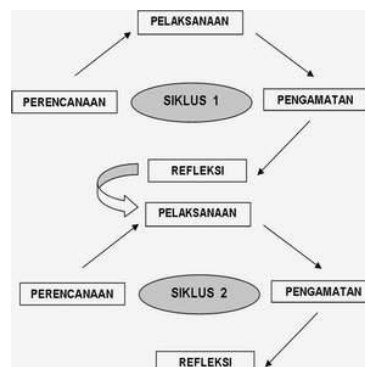 PELAKSANAAN
PERENCANAAN
SIKLUS 1
PENGAMATAN
REFLEKSI
PELAKSANAAN
PERENCANAAN
SIKLUS 2
PENGAMATAN
REFLEKSI